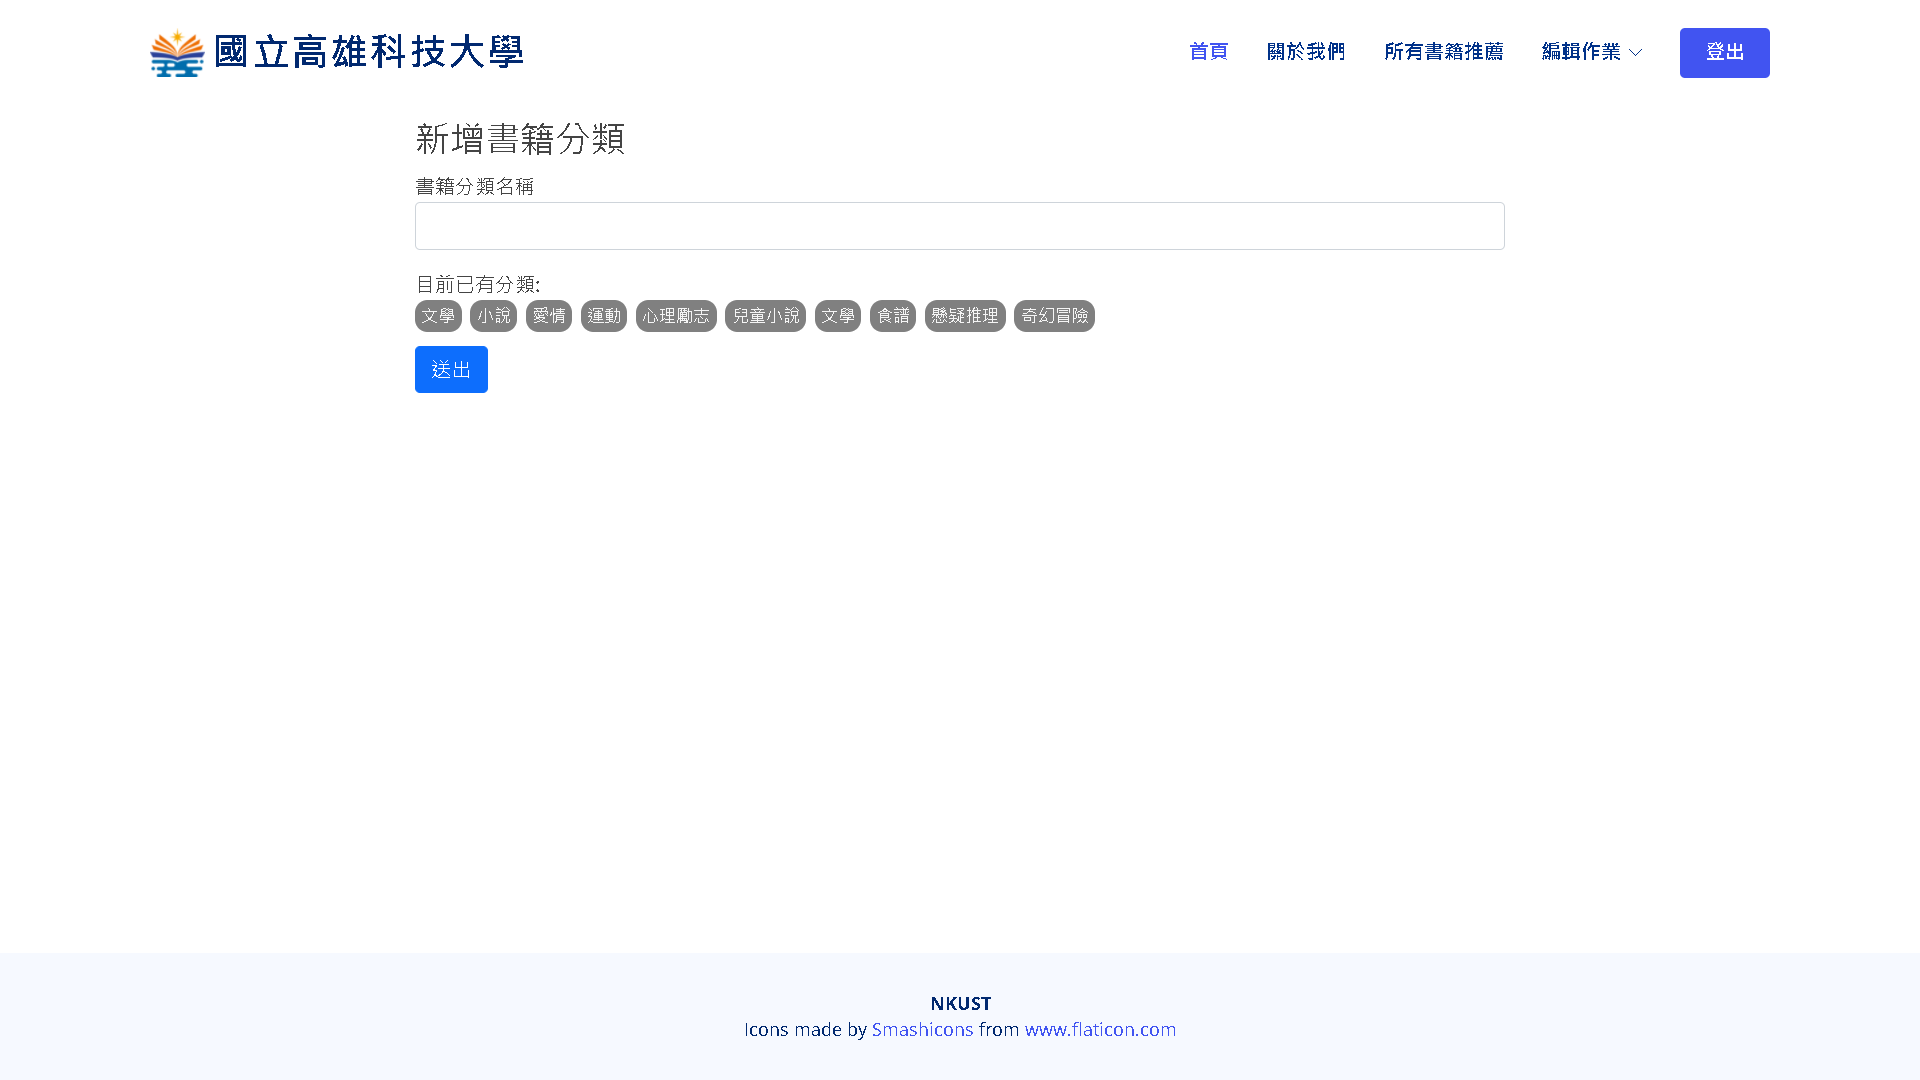 國立高雄科技大學
首頁 關於我們 所有書籍推薦 編輯作業 登出
新增書籍分類
書籍分類名稱
目前已有分類:
文學 小說 愛情 運動 心理勵志 兒童小說 文學 食譜 懸疑推理 奇幻冒險
送出
NKUST
Icons made by Smashicons from www.flaticon.com